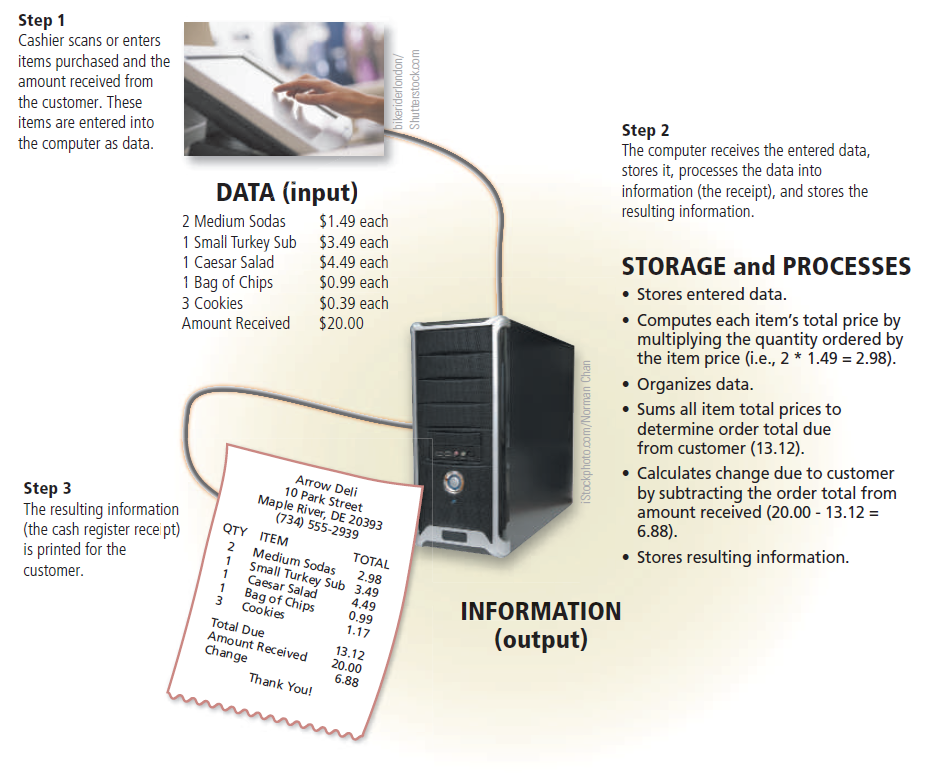 Step 1
Cashier scans or enters
items purchased and the
amount received from
the customer. These
items are entered into
the computer as data.
bikeriderlondon/
Shutterstock.com
DATA (input)
2 Medium Sodas $1.49 each
1 Small Turkey Sub $3.49 each
1 Caesar Salad $4.49 each
1 Bag of Chips $0.99 each
3 Cookies $0.39 each
Amount Received $20.00
Step 2
The computer receives the entered data,
stores it, processes the data into
information (the receipt), and stores the
resulting information.
STORAGE and PROCESSES
• Stores entered data.
• Computes each item's total price by
multiplying the quantity ordered by
the item price (i.e., 2 * 1.49 = 2.98).
• Organizes data.
• Sums all item total prices to
determine order total due
from customer (13.12).
• Calculates change due to customer
by subtracting the order total from
amount received (20.00 - 13.12 =
6.88).
• Stores resulting information.
iStockphoto.com/Norman Chan
Step 3
The resulting information
(the cash register receipt)
is printed for the
customer.
Arrow Deli
10 Park Street
Maple River, DE 20393
(734) 555-2939
QTY ITEM TOTAL
2 Medium Sodas 2.98
1 Small Turkey Sub 3.49
1 Caesar Salad 4.49
1 Bag of Chips 0.99
3 Cookies 1.17
Total Due 13.12
Amount Received 20.00
Change 6.88
Thank You!
INFORMATION
(output)